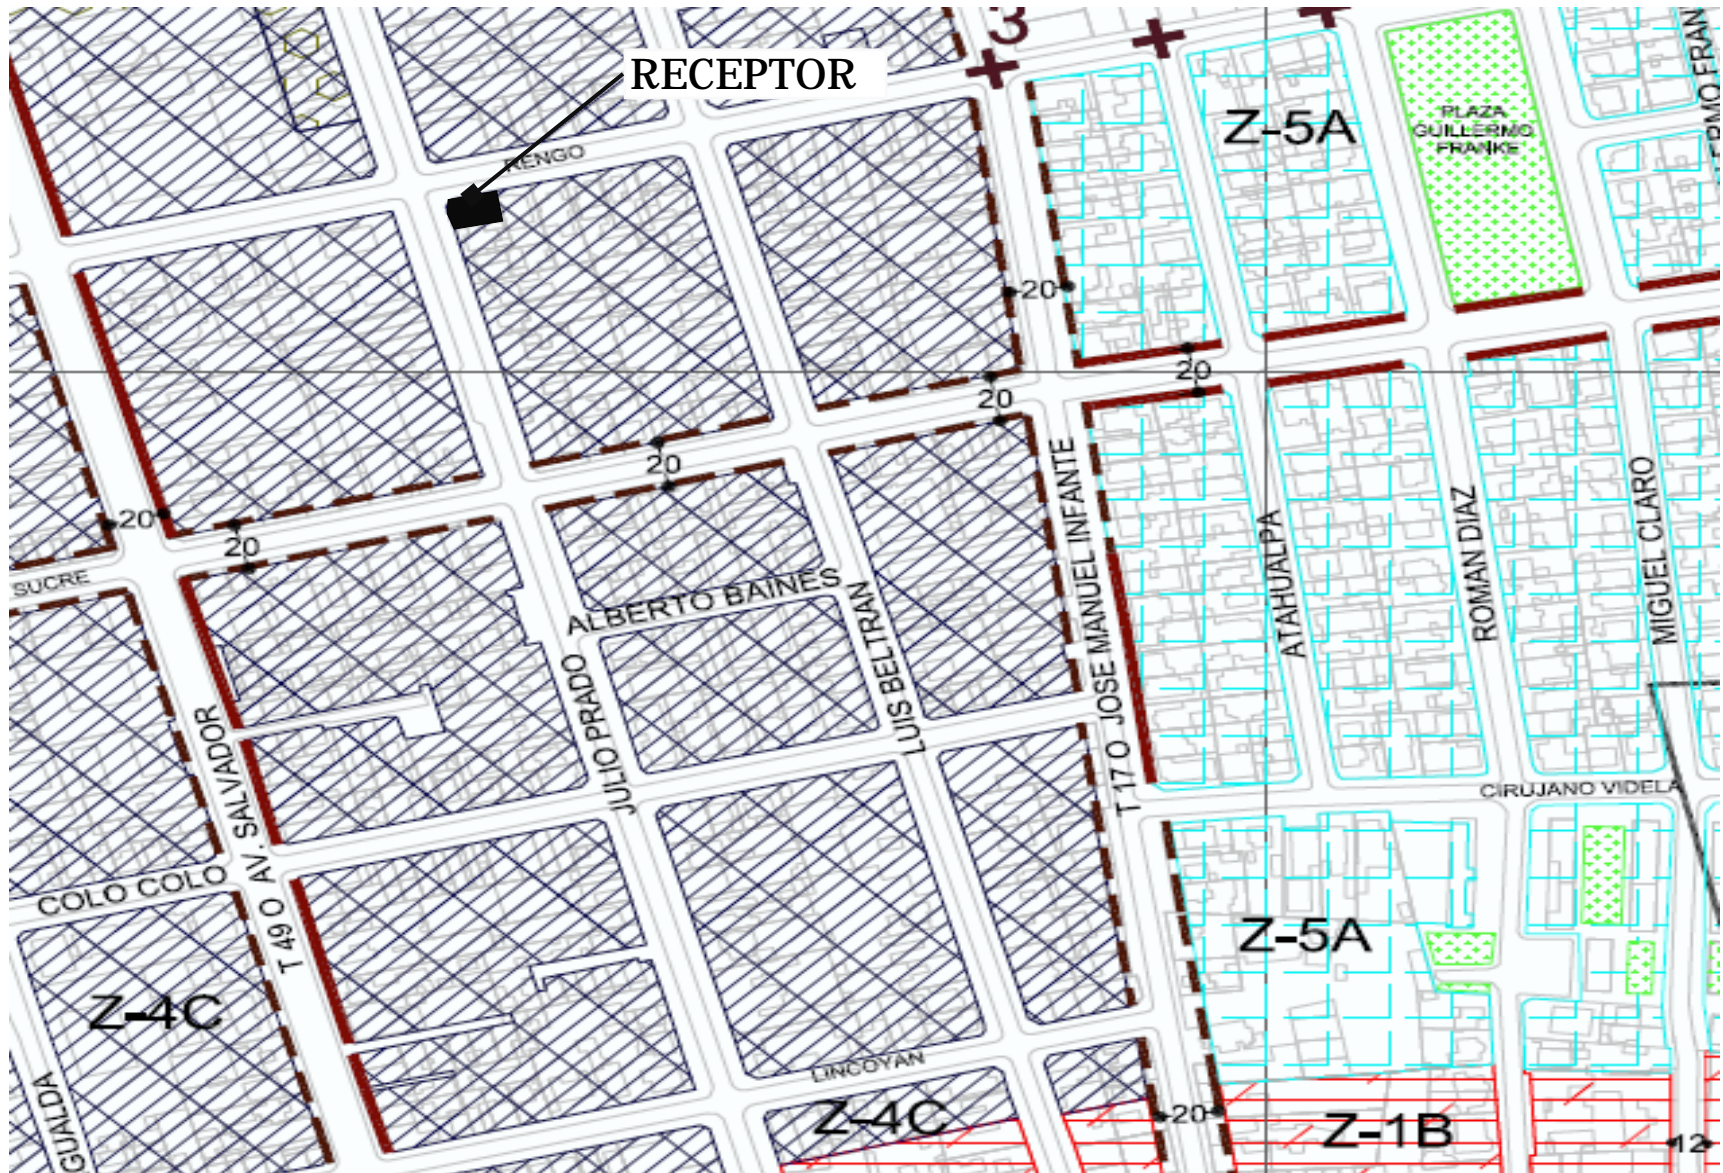 3
RECEPTOR
RENGO
Z-5A
PLAZA
GUILLERMO
FRANKE
20
20
20
20
20
20
SUCRE
ALBERTO BAINES
JULIO PRADO
LUIS BELTRAN
T 17 O JOSE MANUEL INFANTE
ATAHUALPA
ROMAN DIAZ
MIGUEL CLARO
CIRUJANO VIDELA
T 49 O AV. SALVADOR
COLO COLO
Z-5A
Z-4C
LINCOYAN
Z-4C
20
Z-1B
12